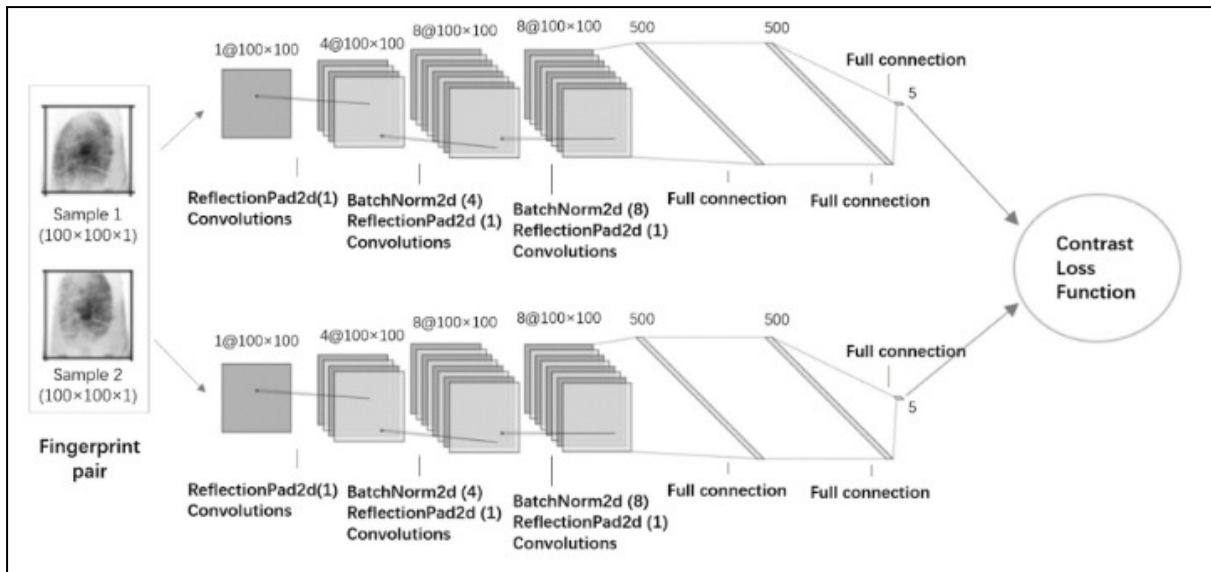 Sample 1
(100×100×1)
Sample 2
(100×100×1)
Fingerprint
pair
1@100×100
4@100×100
8@100×100
8@100×100
500
500
Full connection
5
ReflectionPad2d(1)
Convolutions
BatchNorm2d (4)
ReflectionPad2d (1)
Convolutions
BatchNorm2d (8)
ReflectionPad2d (1)
Convolutions
Full connection
Full connection
1@100×100
4@100×100
8@100×100
8@100×100
500
500
Full connection
5
ReflectionPad2d(1)
Convolutions
BatchNorm2d (4)
ReflectionPad2d (1)
Convolutions
BatchNorm2d (8)
ReflectionPad2d (1)
Convolutions
Full connection
Full connection
Contrast
Loss
Function